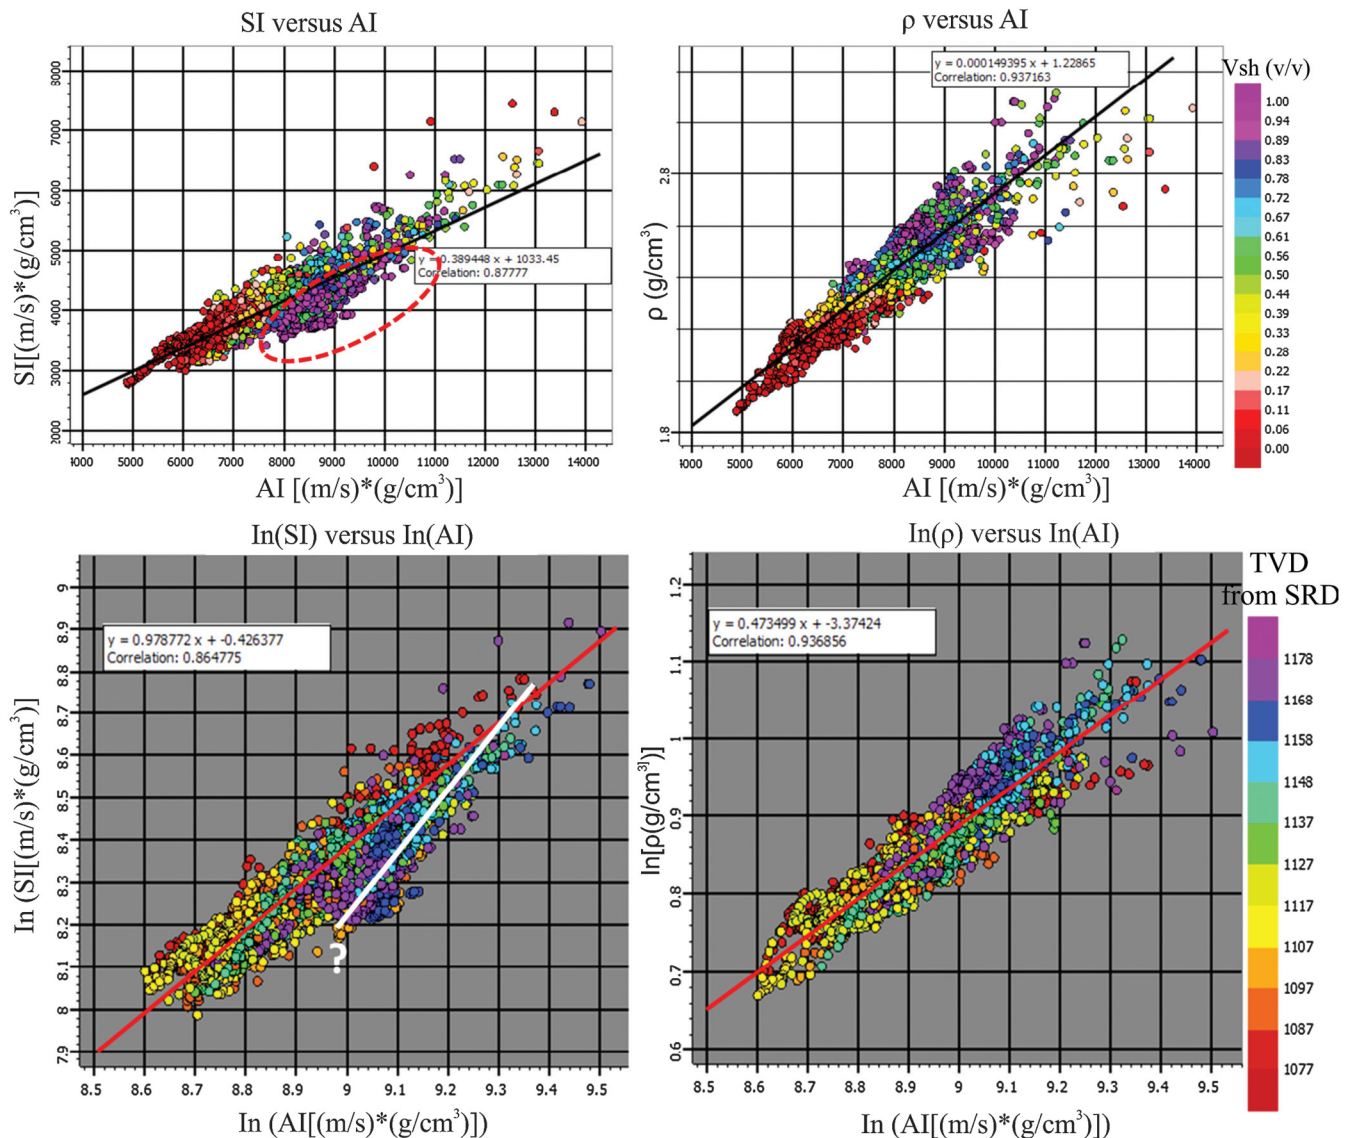 SI versus AI
ρ versus AI
y = 0.389448 x + 1033.45
Correlation: 0.87777
y = 0.000149395 x + 1.22865
Correlation: 0.937163
SI[(m/s)*(g/cm³)]
8000
7000
6000
5000
4000
3000
2000
4000 5000 6000 7000 8000 9000 10000 11000 12000 13000 14000
AI [(m/s)*(g/cm³)]
ρ (g/cm³)
2.8
1.8
4000 5000 6000 7000 8000 9000 10000 11000 12000 13000 14000
AI [(m/s)*(g/cm³)]
Vsh (v/v)
1.00
0.94
0.89
0.83
0.78
0.72
0.67
0.61
0.56
0.50
0.44
0.39
0.33
0.28
0.22
0.17
0.11
0.06
0.00
In(SI) versus In(AI)
In(ρ) versus In(AI)
y = 0.978772 x + -0.426377
Correlation: 0.864775
y = 0.473499 x + -3.37424
Correlation: 0.936856
In (SI[(m/s)*(g/cm³)]
9
8.9
8.8
8.7
8.6
8.5
8.4
8.3
8.2
8.1
8
7.9
?
8.5 8.6 8.7 8.8 8.9 9 9.1 9.2 9.3 9.4 9.5
In (AI[(m/s)*(g/cm³)])
In[ρ(g/cm³)]
1.2
1.1
1
0.9
0.8
0.7
0.6
8.5 8.6 8.7 8.8 8.9 9 9.1 9.2 9.3 9.4 9.5
In (AI[(m/s)*(g/cm³)])
TVD
from SRD
1178
1168
1158
1148
1137
1127
1117
1107
1097
1087
1077